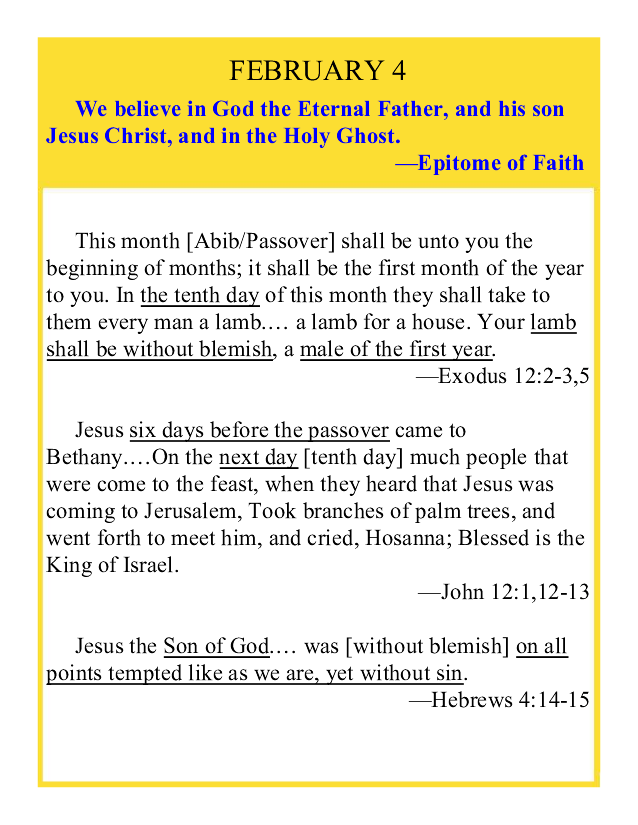 FEBRUARY 4
We believe in God the Eternal Father, and his son
Jesus Christ, and in the Holy Ghost.
—Epitome of Faith
This month [Abib/Passover] shall be unto you the
beginning of months; it shall be the first month of the year
to you. In the tenth day of this month they shall take to
them every man a lamb.… a lamb for a house. Your lamb
shall be without blemish, a male of the first year.
—Exodus 12:2-3,5
Jesus six days before the passover came to
Bethany….On the next day [tenth day] much people that
were come to the feast, when they heard that Jesus was
coming to Jerusalem, Took branches of palm trees, and
went forth to meet him, and cried, Hosanna; Blessed is the
King of Israel.
—John 12:1,12-13
Jesus the Son of God.… was [without blemish] on all
points tempted like as we are, yet without sin.
—Hebrews 4:14-15